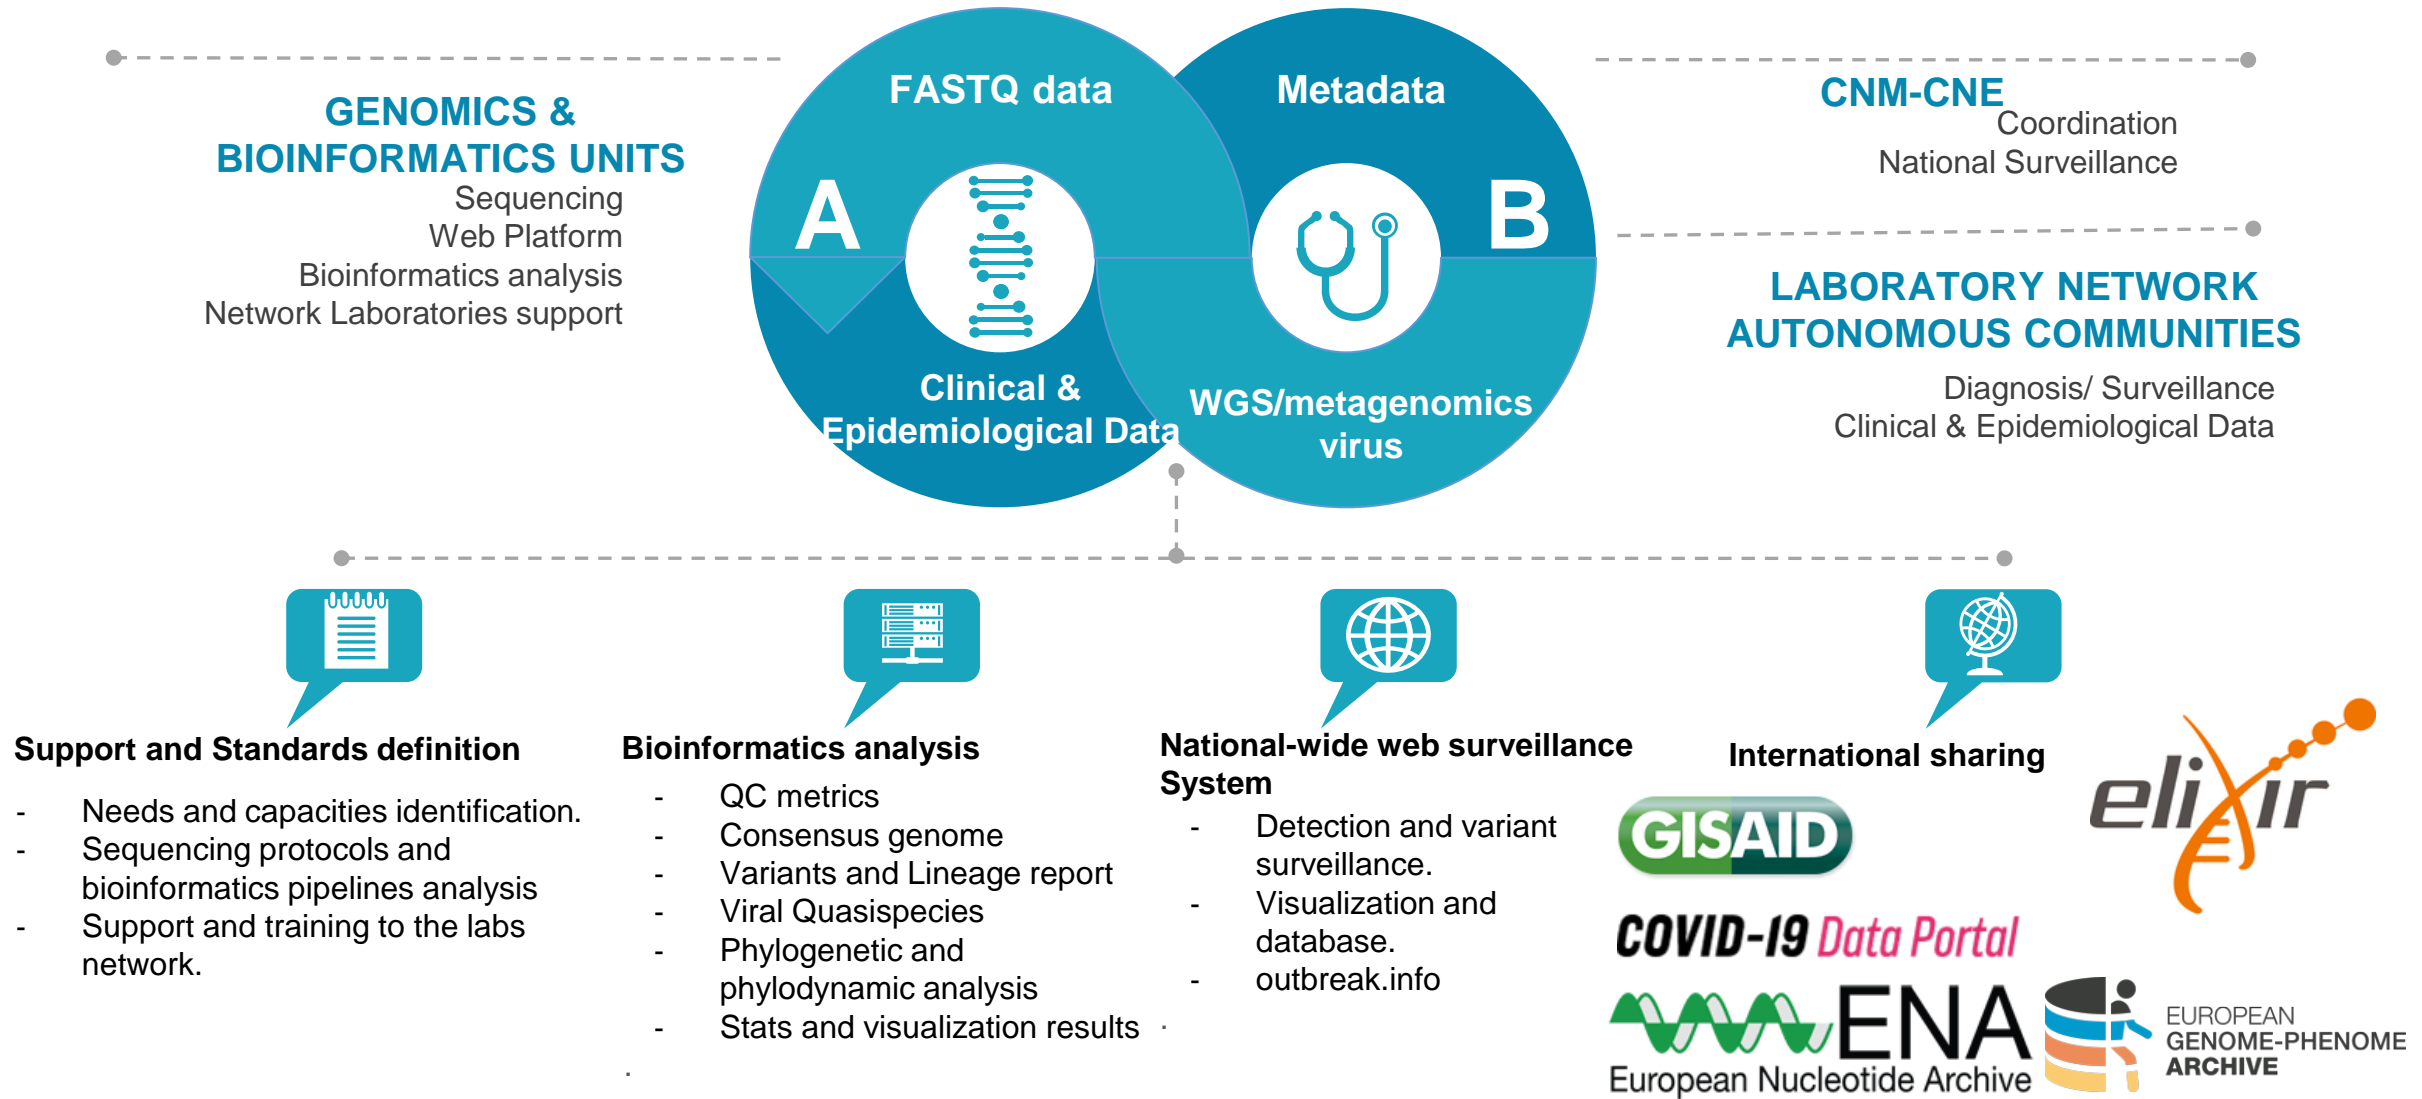 FASTQ data
Metadata
A
B
Clinical &
Epidemiological Data
WGS/metagenomics
virus
GENOMICS &
BIOINFORMATICS UNITS
Sequencing
Web Platform
Bioinformatics analysis
Network Laboratories support
CNM-CNE
Coordination
National Surveillance
LABORATORY NETWORK
AUTONOMOUS COMMUNITIES
Diagnosis/ Surveillance
Clinical & Epidemiological Data
Support and Standards definition
- Needs and capacities identification.
- Sequencing protocols and
bioinformatics pipelines analysis
- Support and training to the labs
network.
Bioinformatics analysis
- QC metrics
- Consensus genome
- Variants and Lineage report
- Viral Quasispecies
- Phylogenetic and
phylodynamic analysis
- Stats and visualization results
.
National-wide web surveillance
System
- Detection and variant
surveillance.
- Visualization and
database.
- outbreak.info
.
International sharing
elixir
GISAID
COVID-19 Data Portal
ENA
European Nucleotide Archive
EUROPEAN
GENOME-PHENOME
ARCHIVE